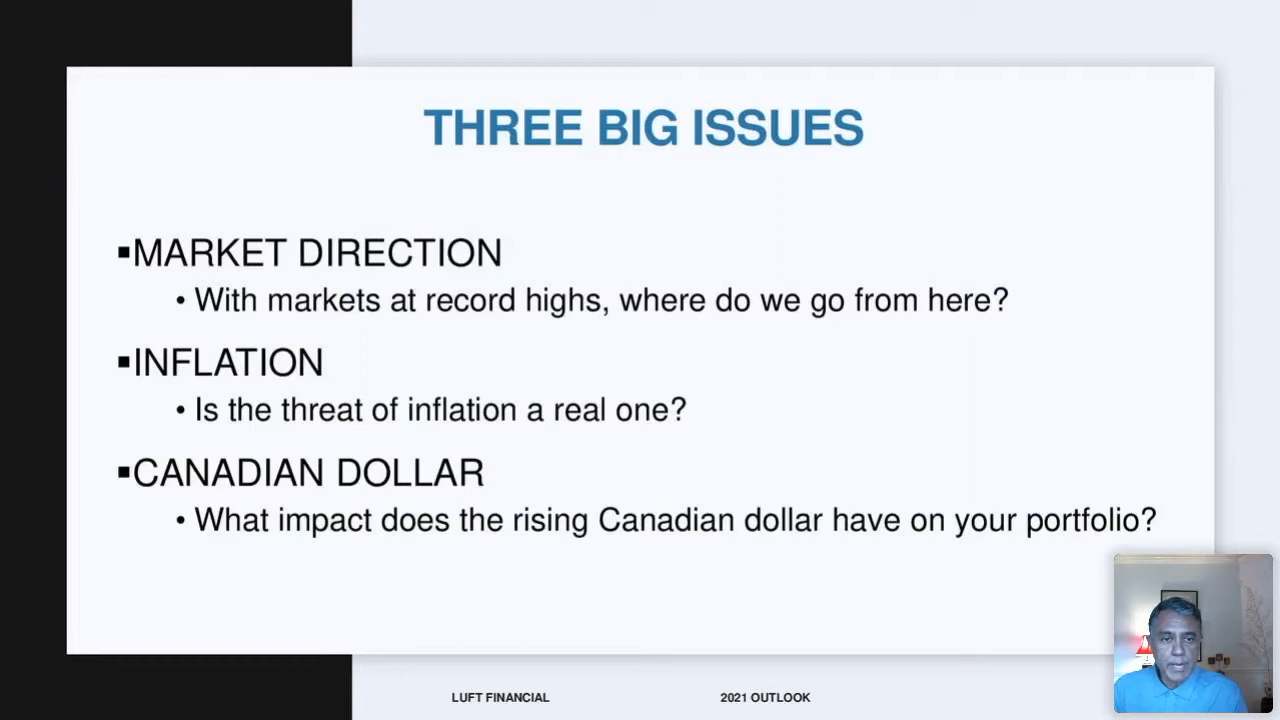 THREE BIG ISSUES
▪MARKET DIRECTION
• With markets at record highs, where do we go from here?
▪INFLATION
• Is the threat of inflation a real one?
▪CANADIAN DOLLAR
• What impact does the rising Canadian dollar have on your portfolio?
LUFT FINANCIAL
2021 OUTLOOK